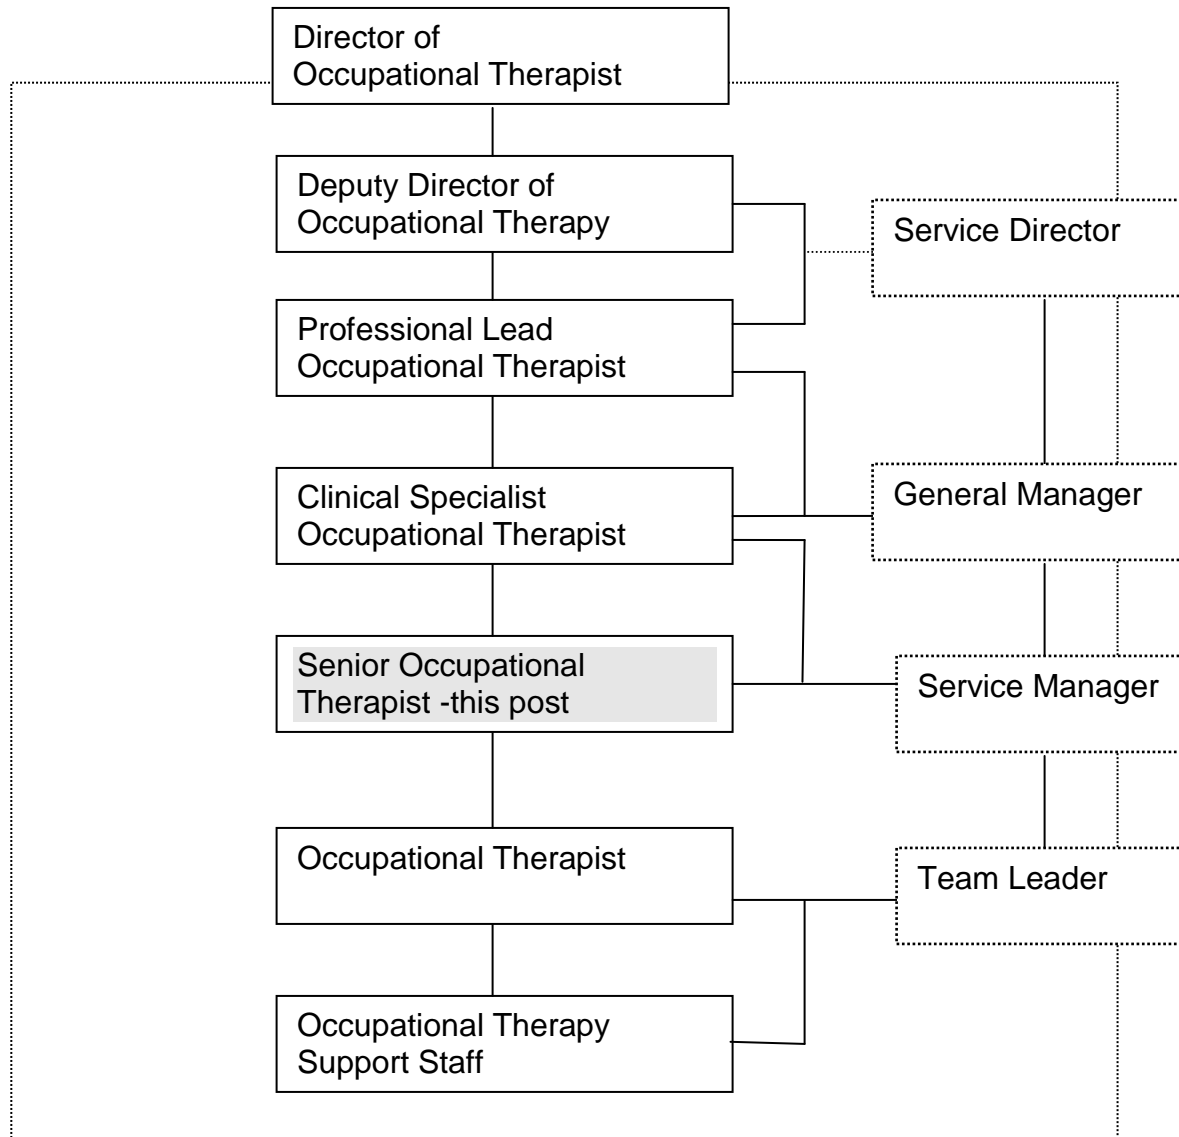 Director of
Occupational Therapist
Deputy Director of
Occupational Therapy
Service Director
Professional Lead
Occupational Therapist
Clinical Specialist
Occupational Therapist
General Manager
Senior Occupational
Therapist -this post
Service Manager
Occupational Therapist
Team Leader
Occupational Therapy
Support Staff